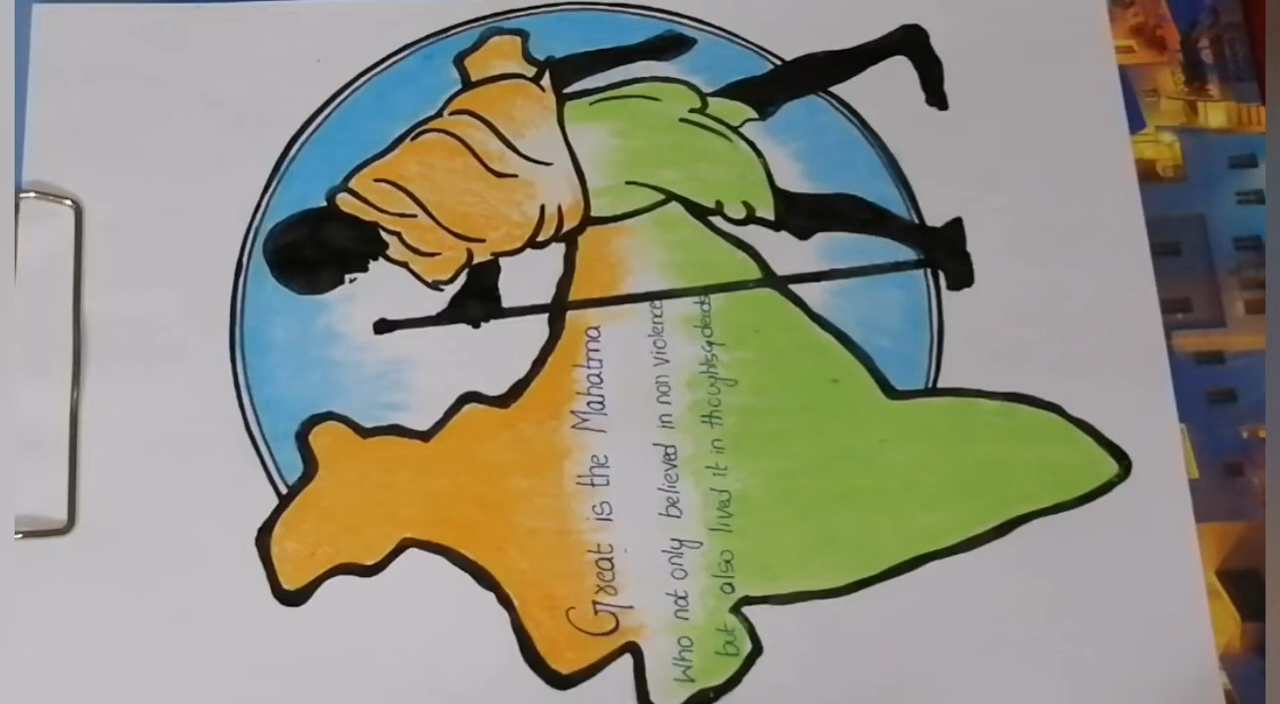 Great is the Mahatma
Who not only believed in non violence
but also lived it in thoughts & deeds